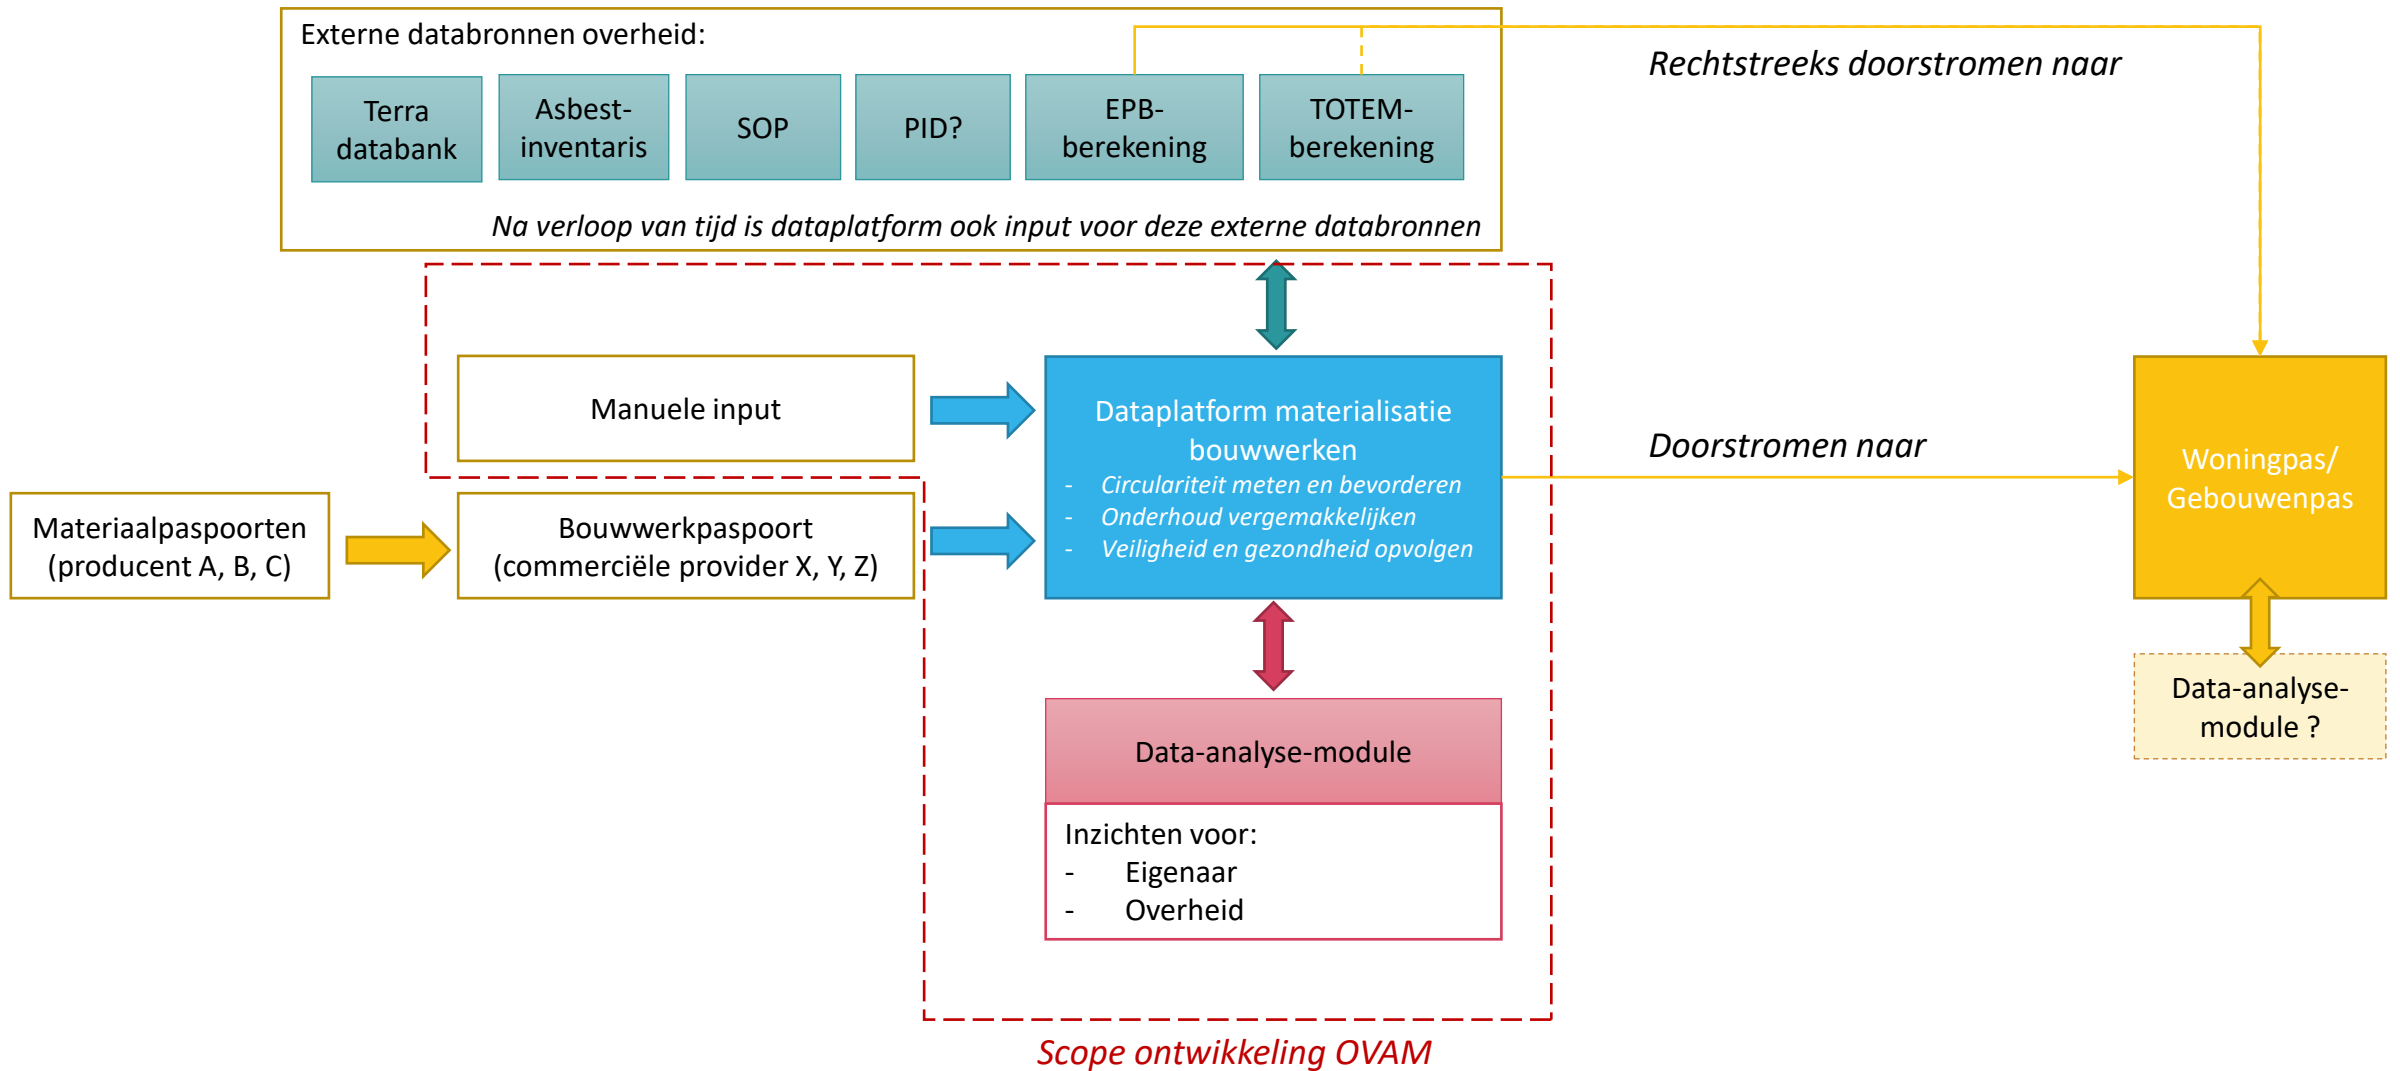 Externe databronnen overheid:
Rechtstreeks doorstromen naar
Terra
databank
Asbest-
inventaris
SOP
PID?
EPB-
berekening
TOTEM-
berekening
Na verloop van tijd is dataplatform ook input voor deze externe databronnen
Manuele input
Dataplatform materialisatie
bouwwerken
- Circulariteit meten en bevorderen
- Onderhoud vergemakkelijken
- Veiligheid en gezondheid opvolgen
Doorstromen naar
Woningpas/
Gebouwenpas
Materiaalpaspoorten
(producent A, B, C)
Bouwwerkpaspoort
(commerciële provider X, Y, Z)
Data-analyse-
module ?
Data-analyse-module
Inzichten voor:
- Eigenaar
- Overheid
Scope ontwikkeling OVAM